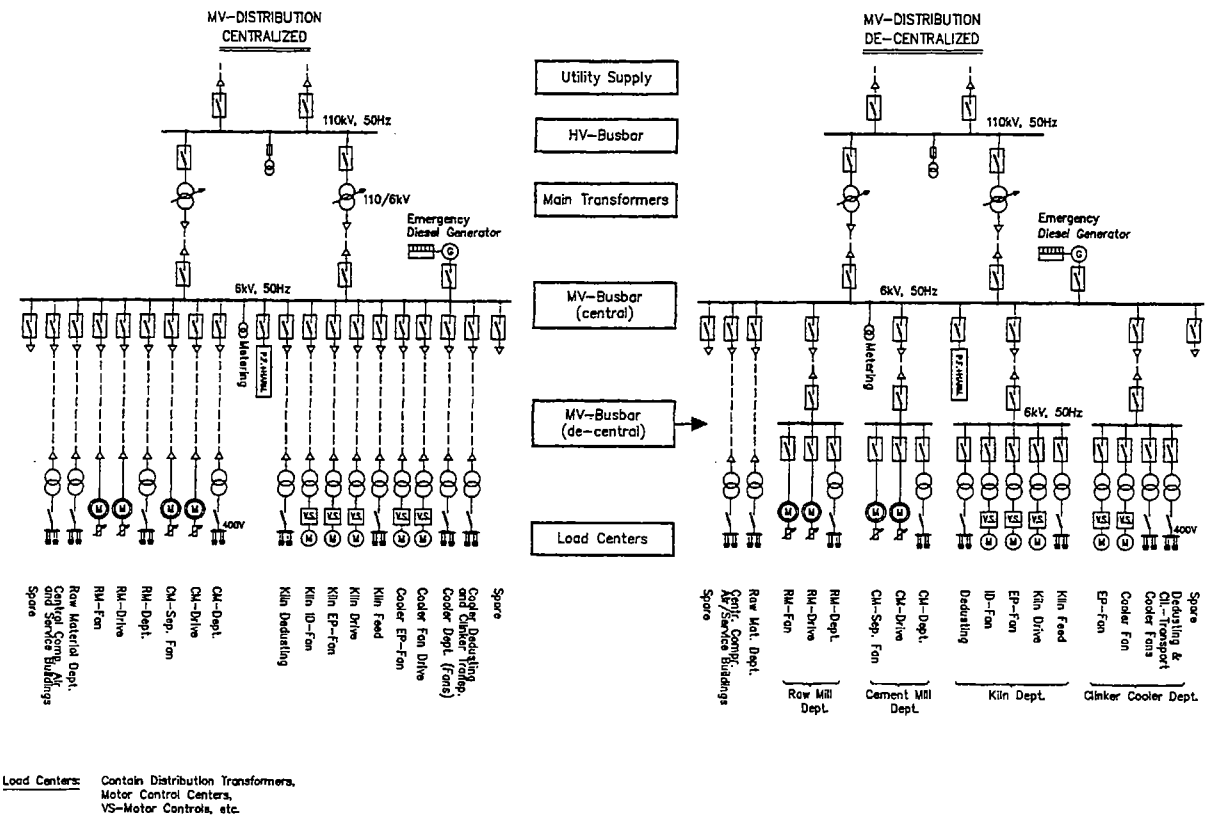 MV-DISTRIBUTION
CENTRALIZED
110kV, 50Hz
110/6kV
Emergency
Diesel Generator
G
6kV, 50Hz
Metering
M
M
M
M
400V
V.S.
V.S.
V.S.
V.S.
V.S.
M
M
M
M
M
Spare
Central Comp. Air
and Service Buildings
Raw Material Dept.
RM-Fan
RM-Drive
RM-Dept.
CM-Sep. Fan
CM-Drive
CM-Dept.
Kiln Dedusting
Kiln ID-Fan
Kiln EP-Fan
Kiln Drive
Kiln Feed
Cooler EP-Fan
Cooler Fan Drive
Cooler Dept. (Fans)
Cooler Dedusting
and Clinker Transp.
Spare
Utility Supply
HV-Busbar
Main Transformers
MV-Busbar
(central)
MV-Busbar
(de-central)
Load Centers
MV-DISTRIBUTION
DE-CENTRALIZED
110kV, 50Hz
Emergency
Diesel Generator
G
6kV, 50Hz
Metering
6kV, 50Hz
M
M
M
M
V.S.
V.S.
V.S.
V.S.
V.S.
400V
M
M
M
M
M
Spare
Centr. Compr.
Air/Service
Buildings
Raw Mat. Dept.
RM-Fan
RM-Drive
RM-Dept.
CM-Sep. Fan
CM-Drive
CM-Dept.
Dedusting
ID-Fan
EP-Fan
Kiln Drive
Kiln Feed
EP-Fan
Cooler Fan
Cooler Fans
Dedusting &
Cli.-Transport
Spare
Raw Mill
Dept.
Cement Mill
Dept.
Kiln Dept.
Clinker Cooler Dept.
Load Centers:
Contain Distribution Transformers,
Motor Control Centers,
VS-Motor Controls, etc.